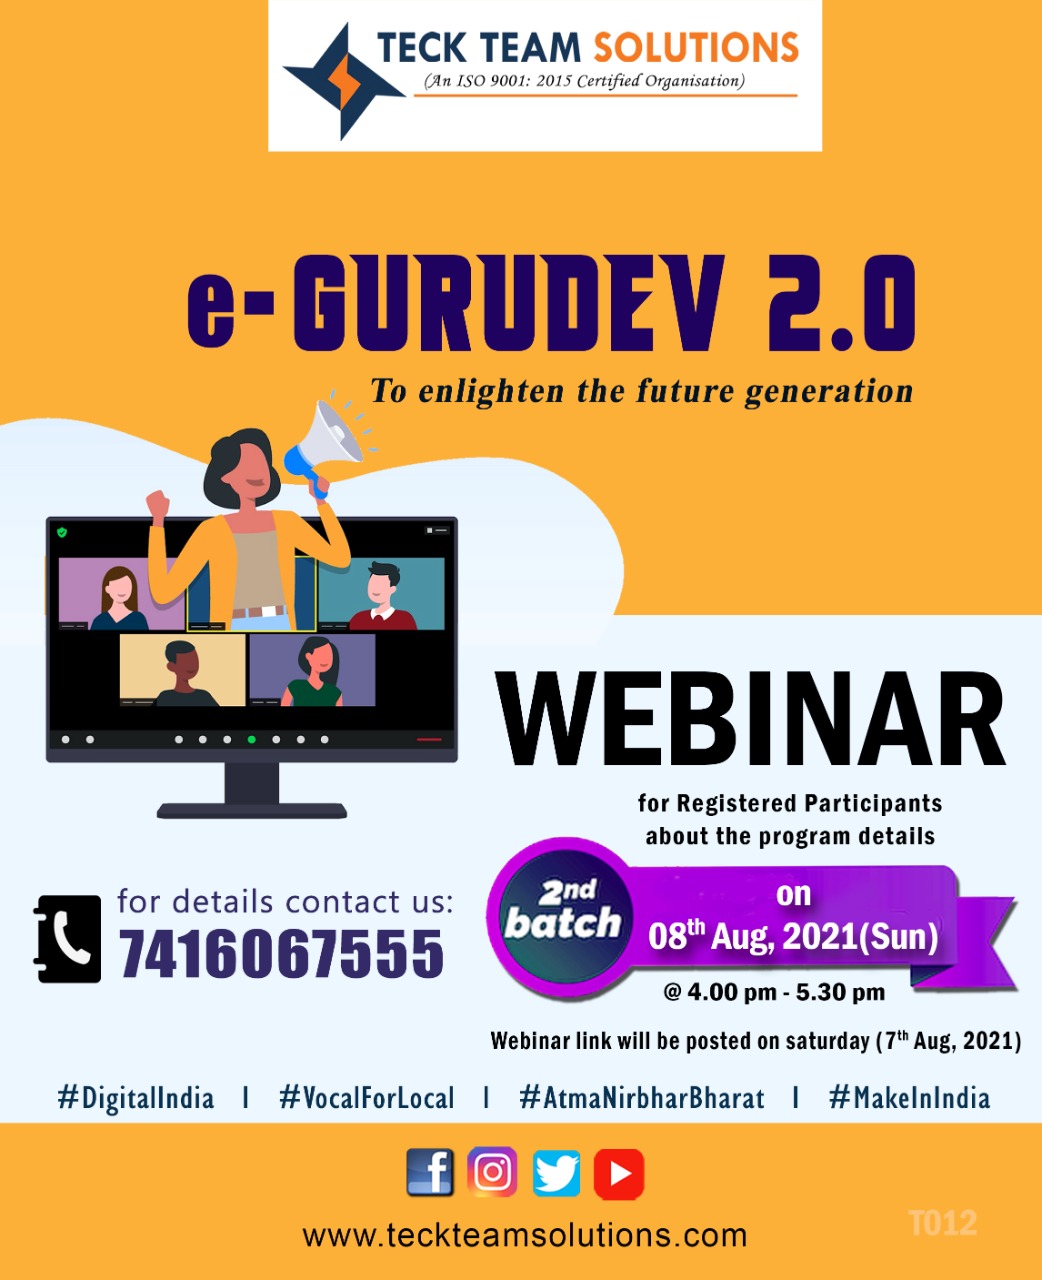 TECK TEAM SOLUTIONS
(An ISO 9001: 2015 Certified Organisation)
e-GURUDEV 2.0
To enlighten the future generation
WEBINAR
for Registered Participants
about the program details
2nd
batch
on
08th Aug, 2021(Sun)
@ 4.00 pm - 5.30 pm
for details contact us:
7416067555
Webinar link will be posted on saturday (7th Aug, 2021)
#DigitalIndia | #VocalForLocal | #AtmaNirbharBharat | #MakeInIndia
www.teckteamsolutions.com
T012